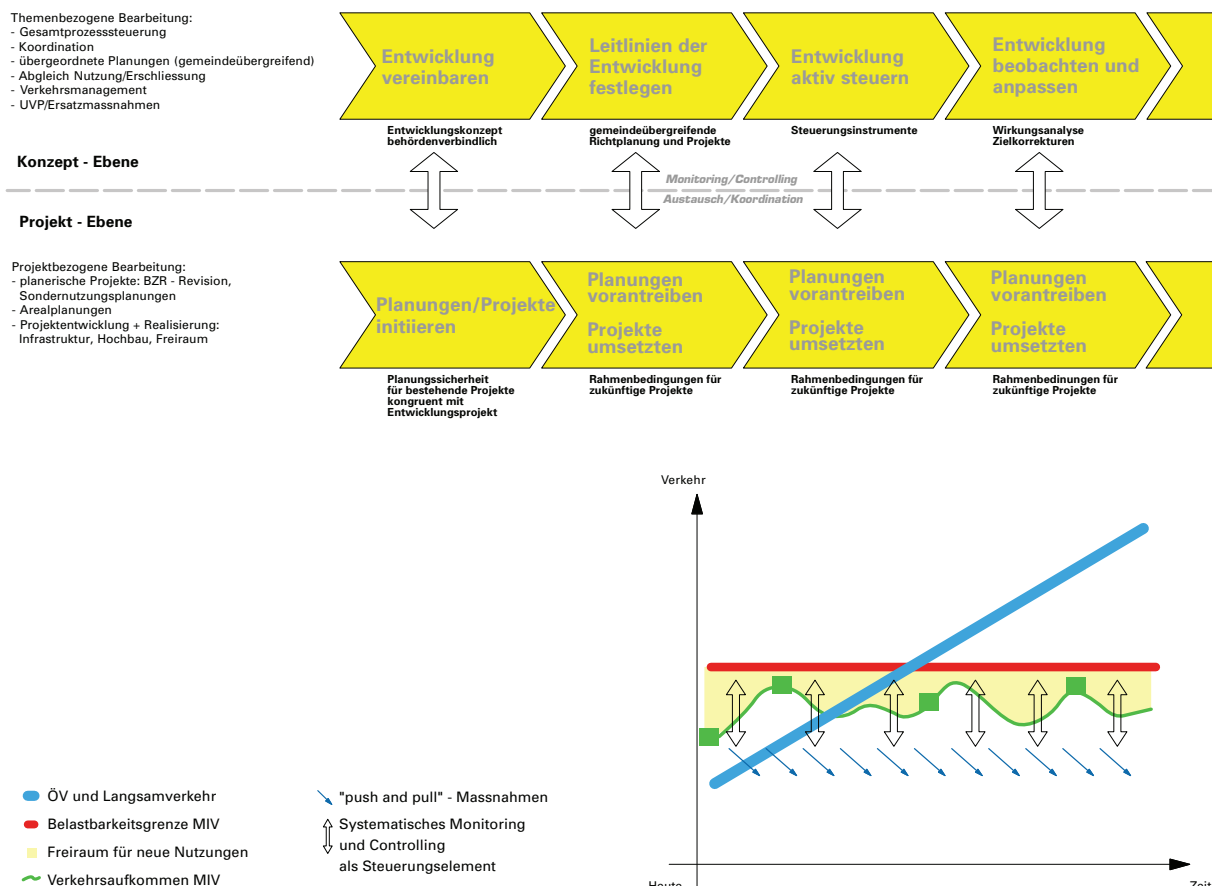 Themenbezogene Bearbeitung:
- Gesamtprozesssteuerung
- Koordination
- übergeordnete Planungen (gemeindeübergreifend)
- Abgleich Nutzung/Erschliessung
- Verkehrsmanagement
- UVP/Ersatzmassnahmen
Entwicklung
vereinbaren
Leitlinien der
Entwicklung
festlegen
Entwicklung
aktiv steuern
Entwicklung
beobachten und
anpassen
Entwicklungskonzept
behördenverbindlich
gemeindeübergreifende
Richtplanung und Projekte
Steuerungsinstrumente
Wirkungsanalyse
Zielkorrekturen
Konzept - Ebene
Monitoring/Controlling
Austausch/Koordination
Projekt - Ebene
Projektbezogene Bearbeitung:
- planerische Projekte: BZR - Revision,
Sondernutzungsplanungen
- Arealplanungen
- Projektentwicklung + Realisierung:
Infrastruktur, Hochbau, Freiraum
Planungen/Projekte
initiieren
Planungen
vorantreiben
Projekte
umsetzten
Planungen
vorantreiben
Projekte
umsetzten
Planungen
vorantreiben
Projekte
umsetzten
Planungssicherheit
für bestehende Projekte
kongruent mit
Entwicklungsprojekt
Rahmenbedingungen für
zukünftige Projekte
Rahmenbedingungen für
zukünftige Projekte
Rahmenbedinungen für
zukünftige Projekte
Verkehr
ÖV und Langsamverkehr
Belastbarkeitsgrenze MIV
Freiraum für neue Nutzungen
Verkehrsaufkommen MIV
"push and pull" - Massnahmen
Systematisches Monitoring
und Controlling
als Steuerungselement
Heute
Zeit